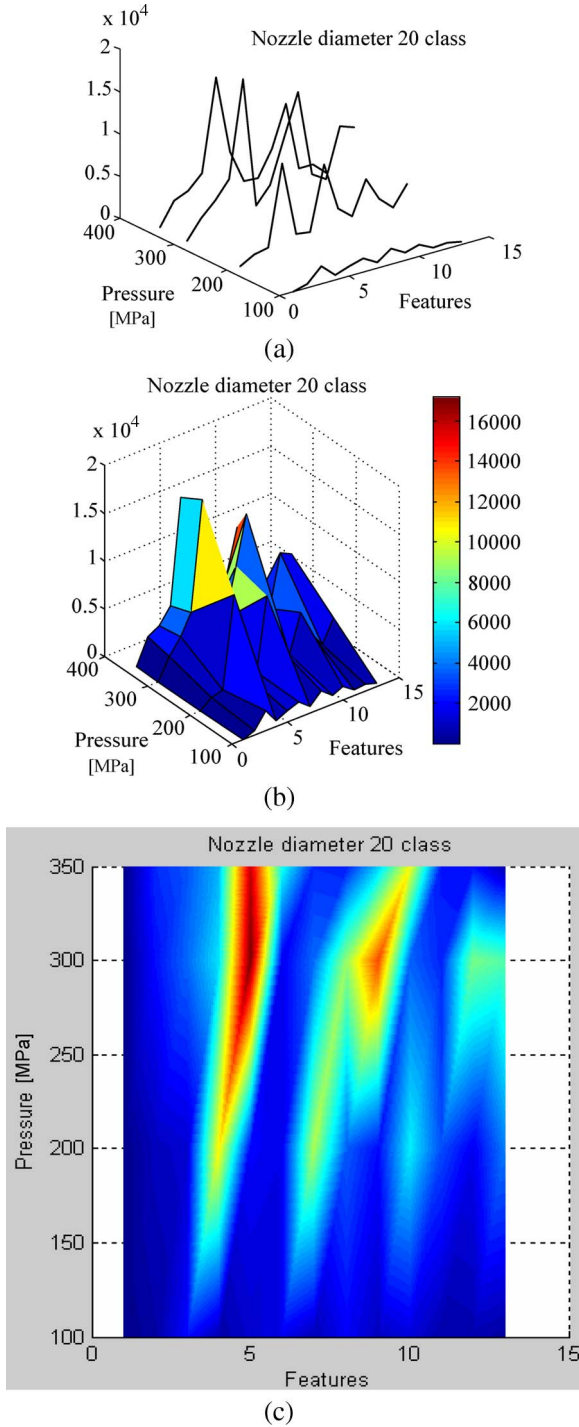 x 10^4
Nozzle diameter 20 class
2
1.5
1
0.5
0
400
300
200
100
Pressure
[MPa]
0
5
10
15
Features
(a)
Nozzle diameter 20 class
x 10^4
2
1.5
1
0.5
0
400
300
200
100
Pressure
[MPa]
0
5
10
15
Features
16000
14000
12000
10000
8000
6000
4000
2000
(b)
Nozzle diameter 20 class
350
300
250
200
150
100
Pressure [MPa]
0
5
10
15
Features
(c)